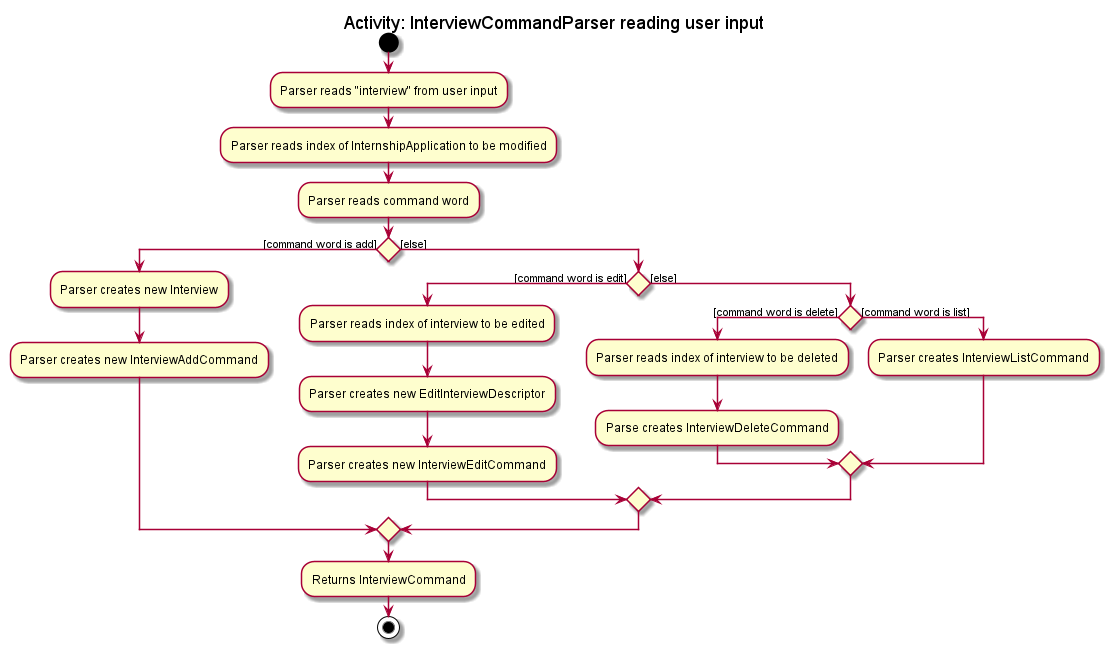 Activity: InterviewCommandParser reading user input
Parser reads "interview" from user input
Parser reads index of InternshipApplication to be modified
Parser reads command word
[command word is add]
[else]
Parser creates new Interview
Parser creates new InterviewAddCommand
[command word is edit]
[else]
Parser reads index of interview to be edited
Parser creates new EditInterviewDescriptor
Parser creates new InterviewEditCommand
[command word is delete]
[command word is list]
Parser reads index of interview to be deleted
Parse creates InterviewDeleteCommand
Parser creates InterviewListCommand
Returns InterviewCommand